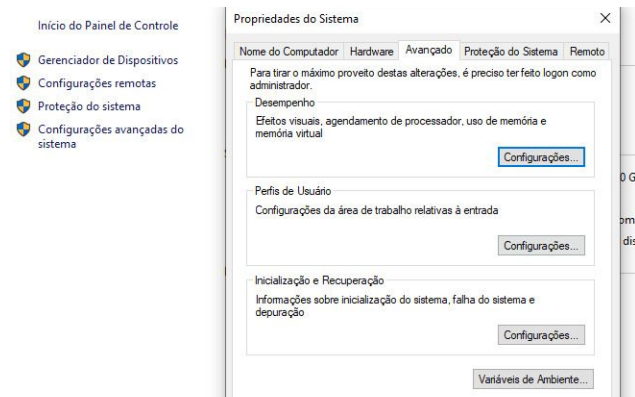 Início do Painel de Controle
Gerenciador de Dispositivos
Configurações remotas
Proteção do sistema
Configurações avançadas do
sistema
Propriedades do Sistema
Nome do Computador Hardware Avançado Proteção do Sistema Remoto
Para tirar o máximo proveito destas alterações, é preciso ter feito logon como
administrador.
Desempenho
Efeitos visuais, agendamento de processador, uso de memória e
memória virtual
Configurações...
Perfis de Usuário
Configurações da área de trabalho relativas à entrada
Configurações...
Inicialização e Recuperação
Informações sobre inicialização do sistema, falha do sistema e
depuração
Configurações...
Variáveis de Ambiente...